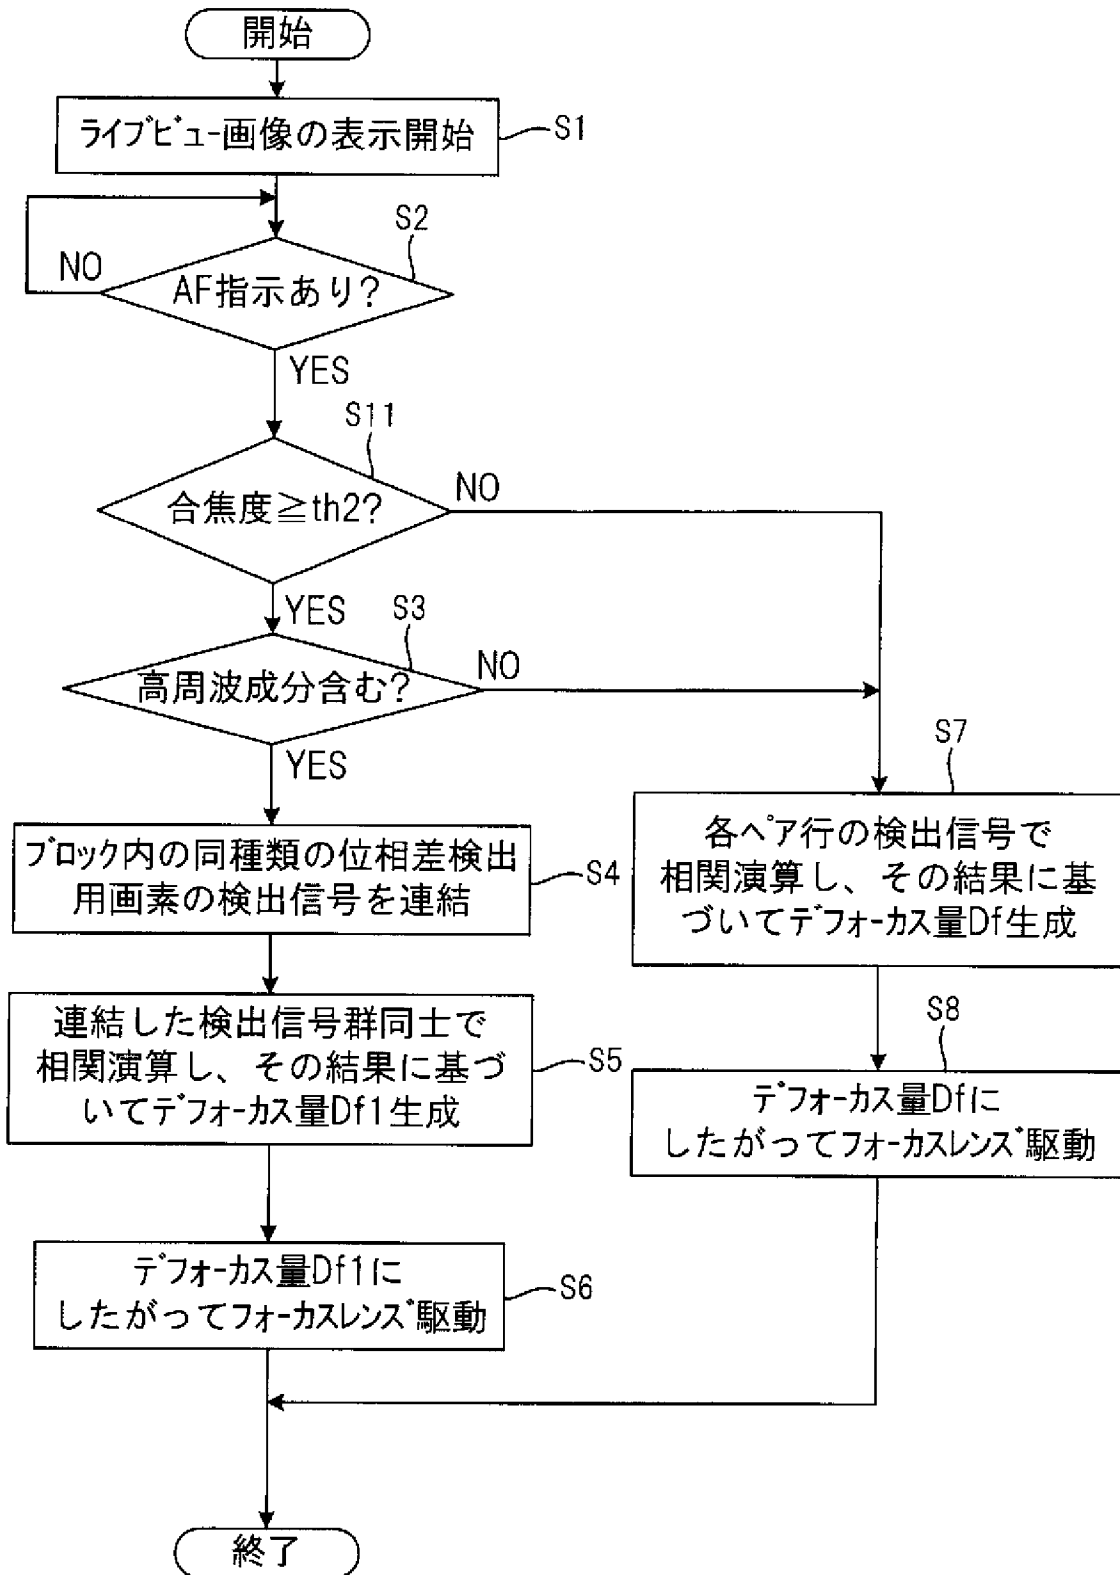 開始
ライブビュー画像の表示開始
S1
S2
NO
AF指示あり?
YES
S11
合焦度≧th2?
NO
YES
S3
高周波成分含む?
NO
YES
S7
ブロック内の同種類の位相差検出
用画素の検出信号を連結
S4
各ペア行の検出信号で
相関演算し、その結果に基
づいてデフォーカス量Df生成
連結した検出信号群同士で
相関演算し、その結果に基づ
いてデフォーカス量Df1生成
S5
S8
デフォーカス量Dfに
したがってフォーカスレンズ駆動
デフォーカス量Df1に
したがってフォーカスレンズ駆動
S6
終了